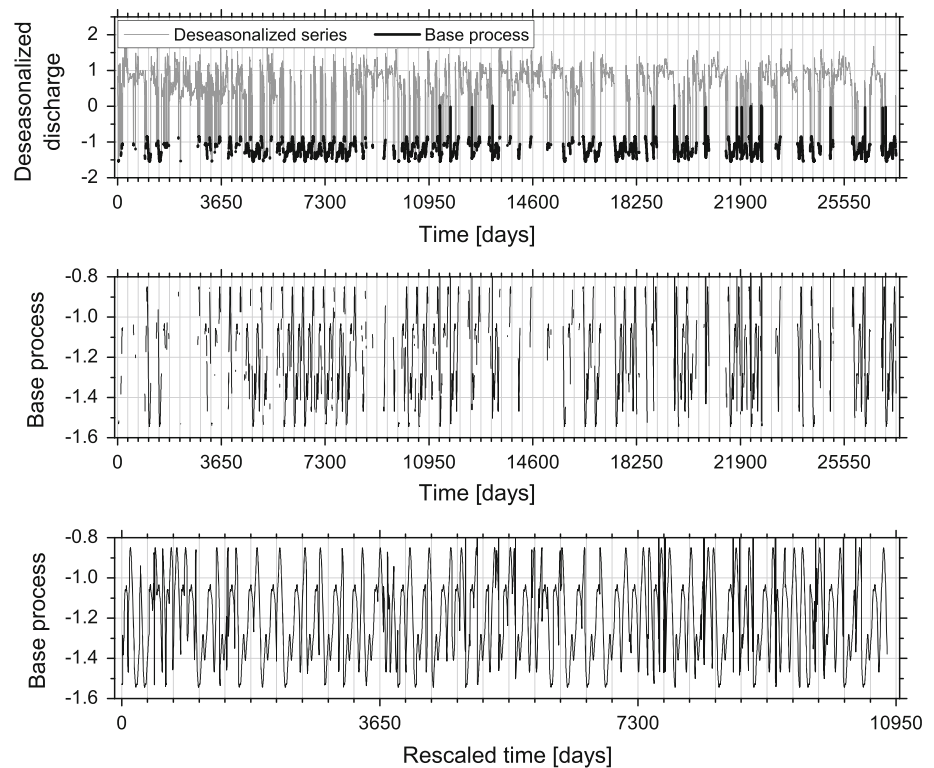 Deseasonalized series
Base process
Deseasonalized
discharge
2
1
0
-1
-2
0 3650 7300 10950 14600 18250 21900 25550
Time [days]
Base process
-0.8
-1.0
-1.2
-1.4
-1.6
0 3650 7300 10950 14600 18250 21900 25550
Time [days]
Base process
-0.8
-1.0
-1.2
-1.4
-1.6
0 3650 7300 10950
Rescaled time [days]